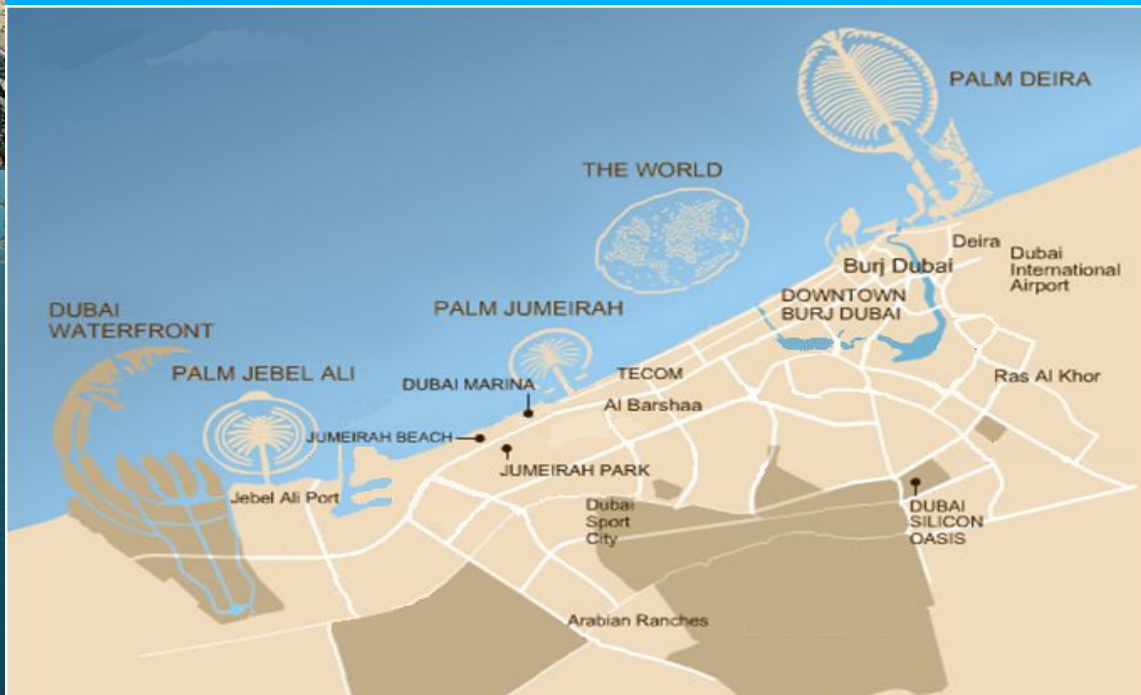 PALM DEIRA
THE WORLD
Deira
Dubai
International
Airport
Burj Dubai
DOWNTOWN
BURJ DUBAI
DUBAI
WATERFRONT
PALM JUMEIRAH
PALM JEBEL ALI
DUBAI MARINA
TECOM
Ras Al Khor
Al Barshaa
JUMEIRAH BEACH
JUMEIRAH PARK
Jebel Ali Port
Dubai
Sport
City
DUBAI
SILICON
OASIS
Arabian Ranches